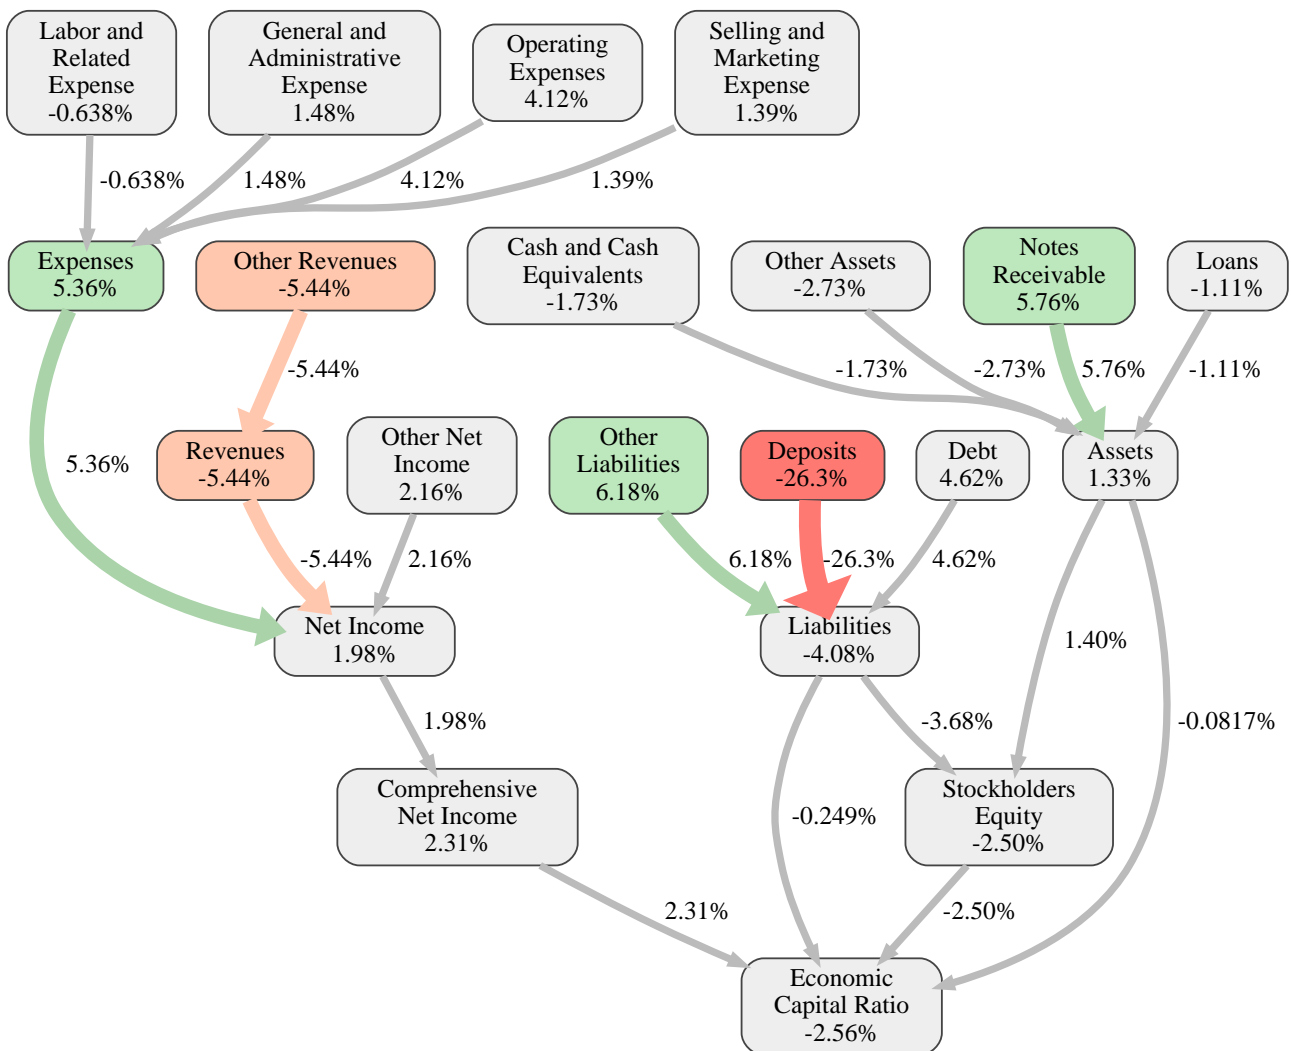 Labor and
Related
Expense
-0.638%
General and
Administrative
Expense
1.48%
Operating
Expenses
4.12%
Selling and
Marketing
Expense
1.39%
-0.638%
1.48%
4.12%
1.39%
Expenses
5.36%
Other Revenues
-5.44%
Cash and Cash
Equivalents
-1.73%
Other Assets
-2.73%
Notes
Receivable
5.76%
Loans
-1.11%
-5.44%
-1.73%
-2.73%
5.76%
-1.11%
5.36%
Revenues
-5.44%
Other Net
Income
2.16%
Other
Liabilities
6.18%
Deposits
-26.3%
Debt
4.62%
Assets
1.33%
-5.44%
2.16%
6.18%
-26.3%
4.62%
Net Income
1.98%
Liabilities
-4.08%
1.40%
1.98%
-3.68%
-0.0817%
Comprehensive
Net Income
2.31%
-0.249%
Stockholders
Equity
-2.50%
2.31%
-2.50%
Economic
Capital Ratio
-2.56%